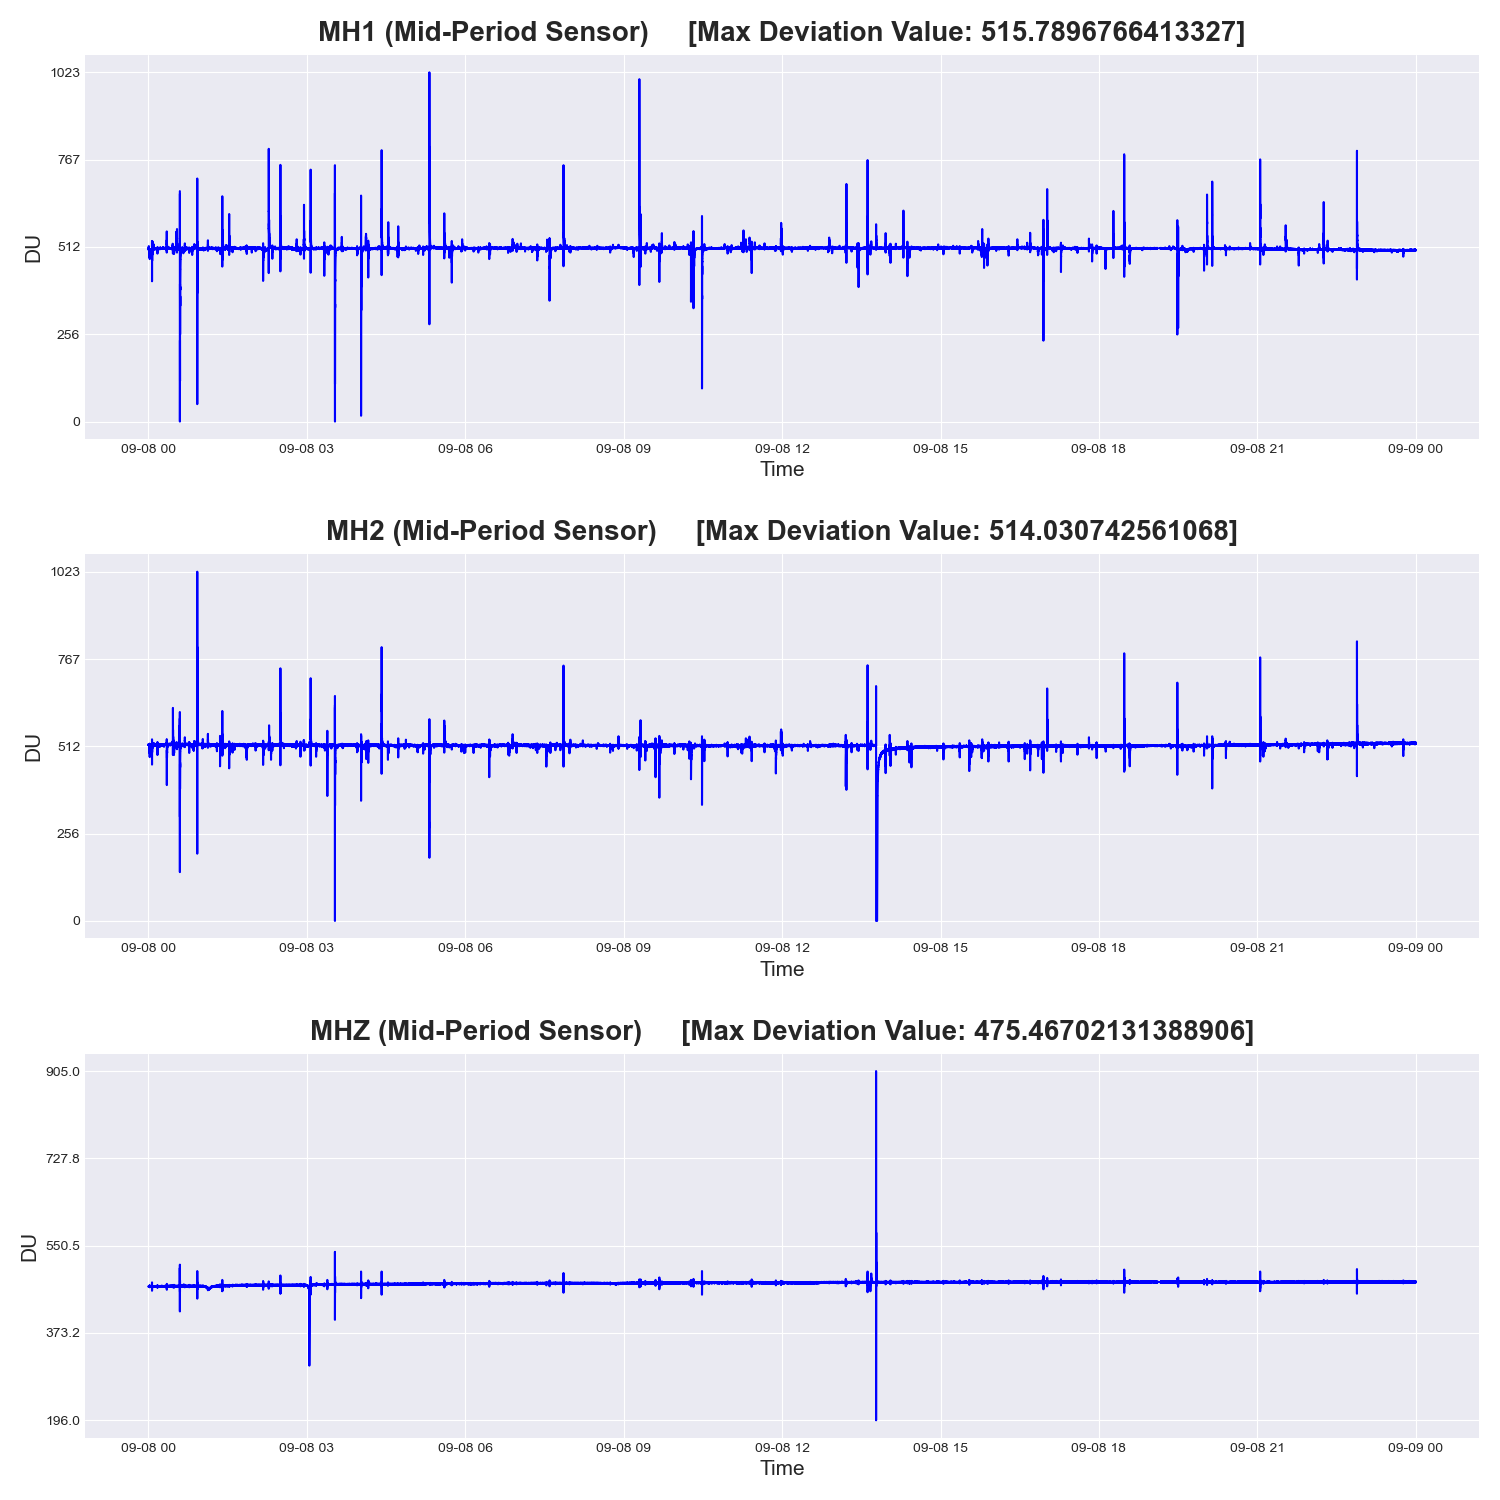 MH1 (Mid-Period Sensor)     [Max Deviation Value: 515.7896766413327]
1023
767
512
256
0
DU
09-08 00 09-08 03 09-08 06 09-08 09 09-08 12 09-08 15 09-08 18 09-08 21 09-09 00
Time
MH2 (Mid-Period Sensor)     [Max Deviation Value: 514.030742561068]
1023
767
512
256
0
DU
09-08 00 09-08 03 09-08 06 09-08 09 09-08 12 09-08 15 09-08 18 09-08 21 09-09 00
Time
MHZ (Mid-Period Sensor)     [Max Deviation Value: 475.46702131388906]
905.0
727.8
550.5
373.2
196.0
DU
09-08 00 09-08 03 09-08 06 09-08 09 09-08 12 09-08 15 09-08 18 09-08 21 09-09 00
Time